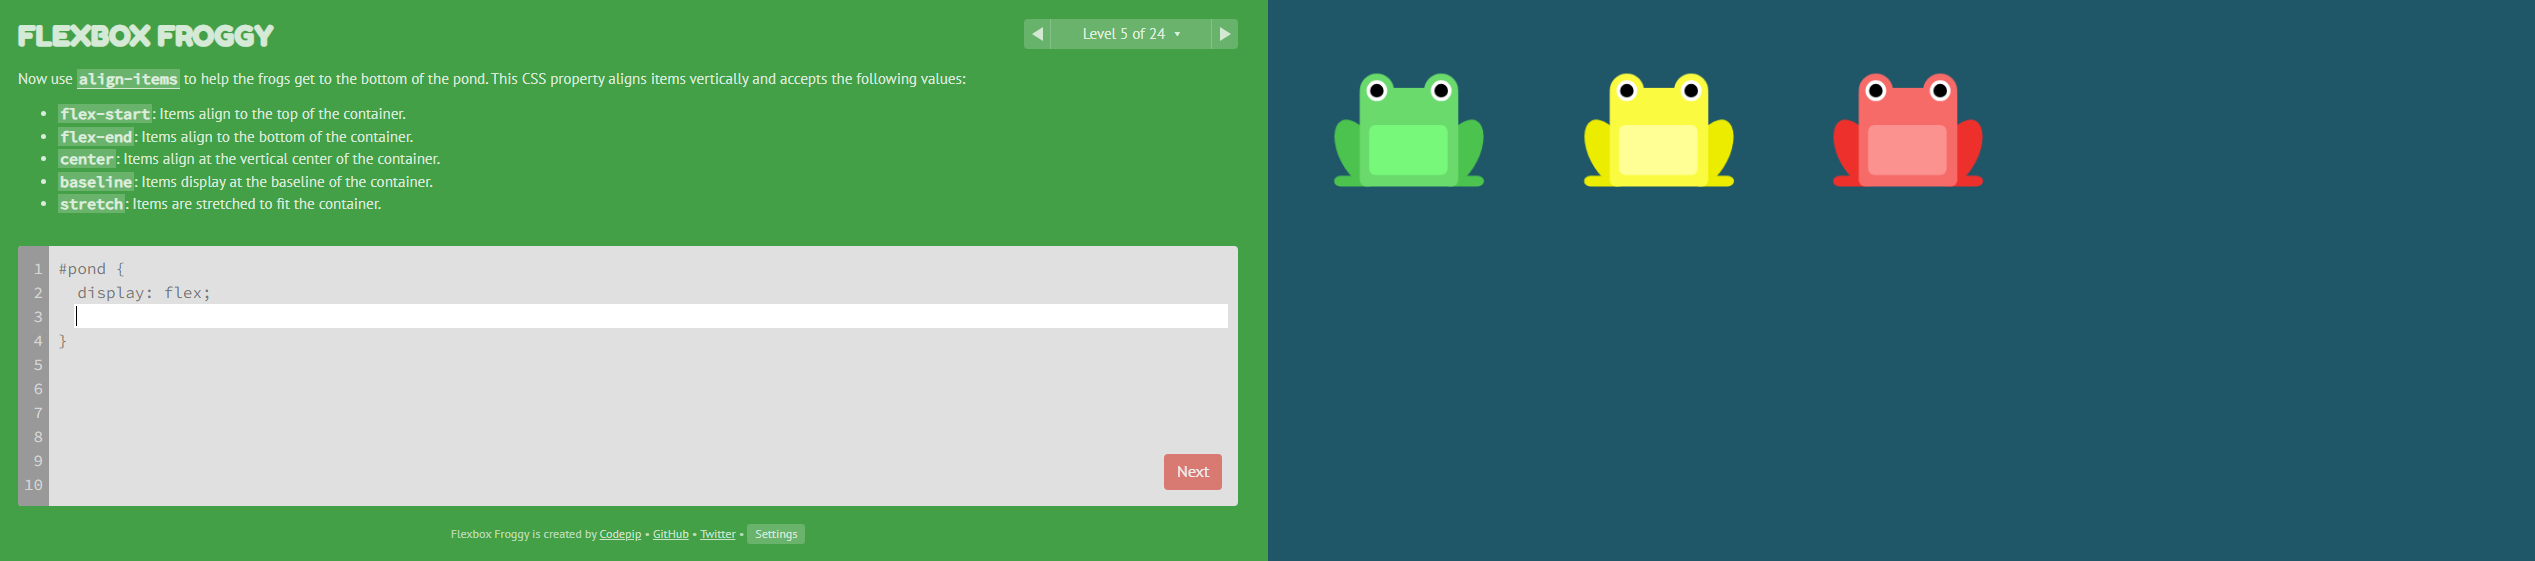 FLEXBOX FROGGY
Level 5 of 24
Now use align-items to help the frogs get to the bottom of the pond. This CSS property aligns items vertically and accepts the following values:
• flex-start: Items align to the top of the container.
• flex-end: Items align to the bottom of the container.
• center: Items align at the vertical center of the container.
• baseline: Items display at the baseline of the container.
• stretch: Items are stretched to fit the container.
1 #pond {
2 display: flex;
3
4 }
5
6
7
8
9
10
Next
Flexbox Froggy is created by Codepip • GitHub • Twitter • Settings